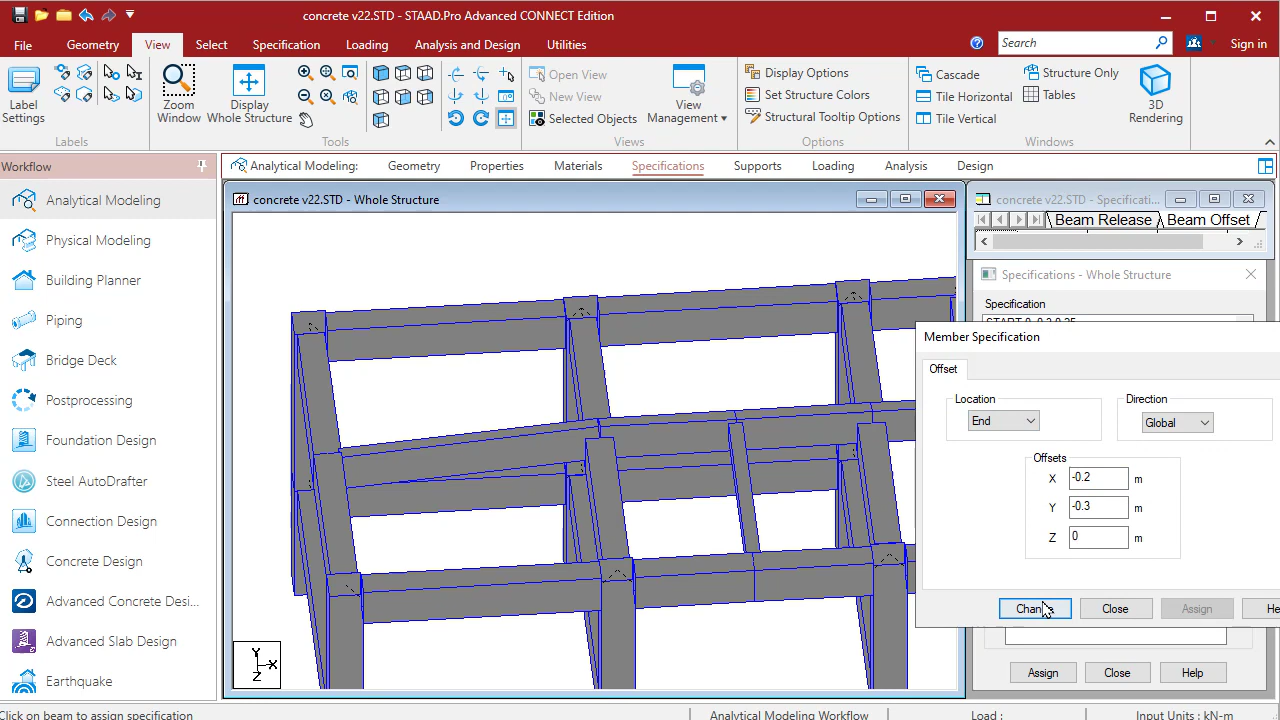 concrete v22.STD - STAAD.Pro Advanced CONNECT Edition
File Geometry View Select Specification Loading Analysis and Design Utilities Search Sign in
Label Settings
Labels
Zoom Window
Display Whole Structure
Tools
Open View
New View
Selected Objects
View Management
Views
Display Options
Set Structure Colors
Structural Tooltip Options
Options
Cascade
Tile Horizontal
Tile Vertical
Structure Only
Tables
3D Rendering
Windows
Workflow
Analytical Modeling: Geometry Properties Materials Specifications Supports Loading Analysis Design
Analytical Modeling
Physical Modeling
Building Planner
Piping
Bridge Deck
Postprocessing
Foundation Design
Steel AutoDrafter
Connection Design
Concrete Design
Advanced Concrete Desi...
Advanced Slab Design
Earthquake
concrete v22.STD - Whole Structure
Y
X
Z
concrete v22.STD - Specificati...
Beam Release Beam Offset
Specifications - Whole Structure
Specification
Member Specification
Offset
Location
End
Direction
Global
Offsets
X -0.2 m
Y -0.3 m
Z 0 m
Close Assign
Assign Close Help
Click on beam to assign specification
Analytical Modeling Workflow Load : Input Units : kN-m